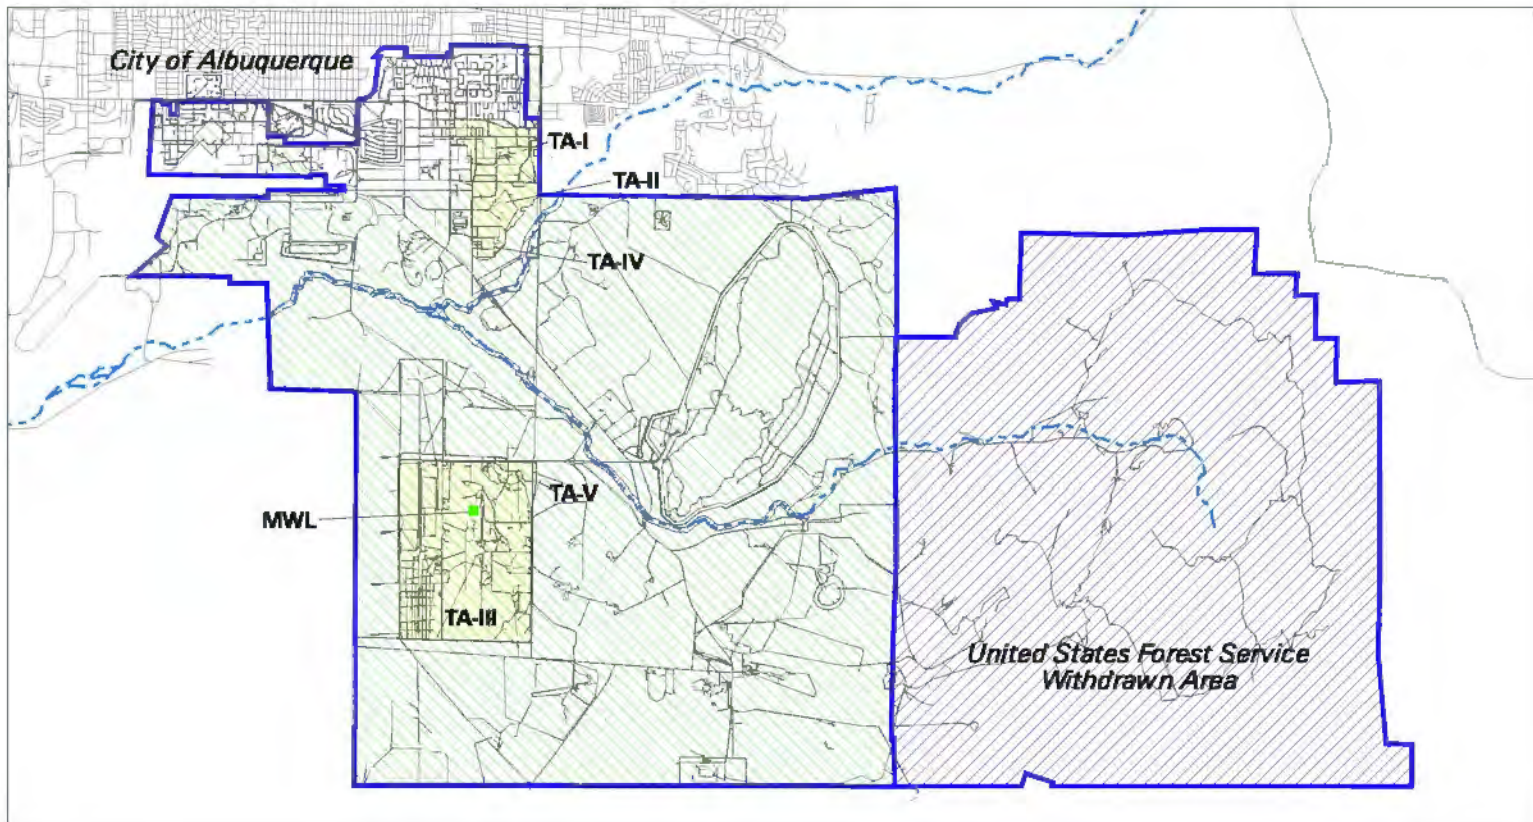 City of Albuquerque
TA-I
TA-II
TA-IV
TA-V
MWL
TA-III
United States Forest Service
Withdrawn Area